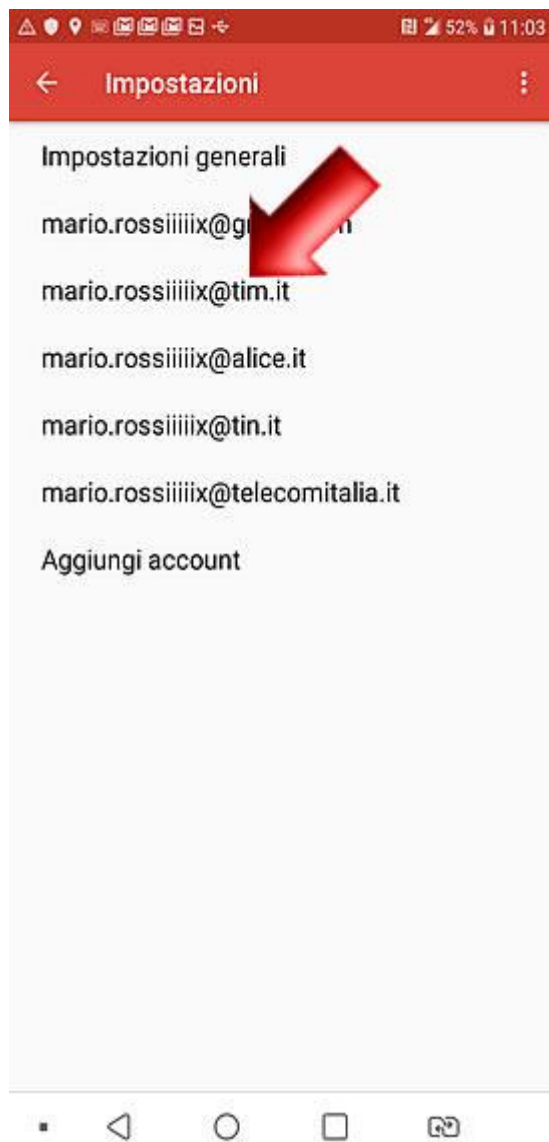 52% 11:03
Impostazioni
Impostazioni generali
mario.rossiiiiix@g
mario.rossiiiiix@tim.it
mario.rossiiiiix@alice.it
mario.rossiiiiix@tin.it
mario.rossiiiiix@telecomitalia.it
Aggiungi account